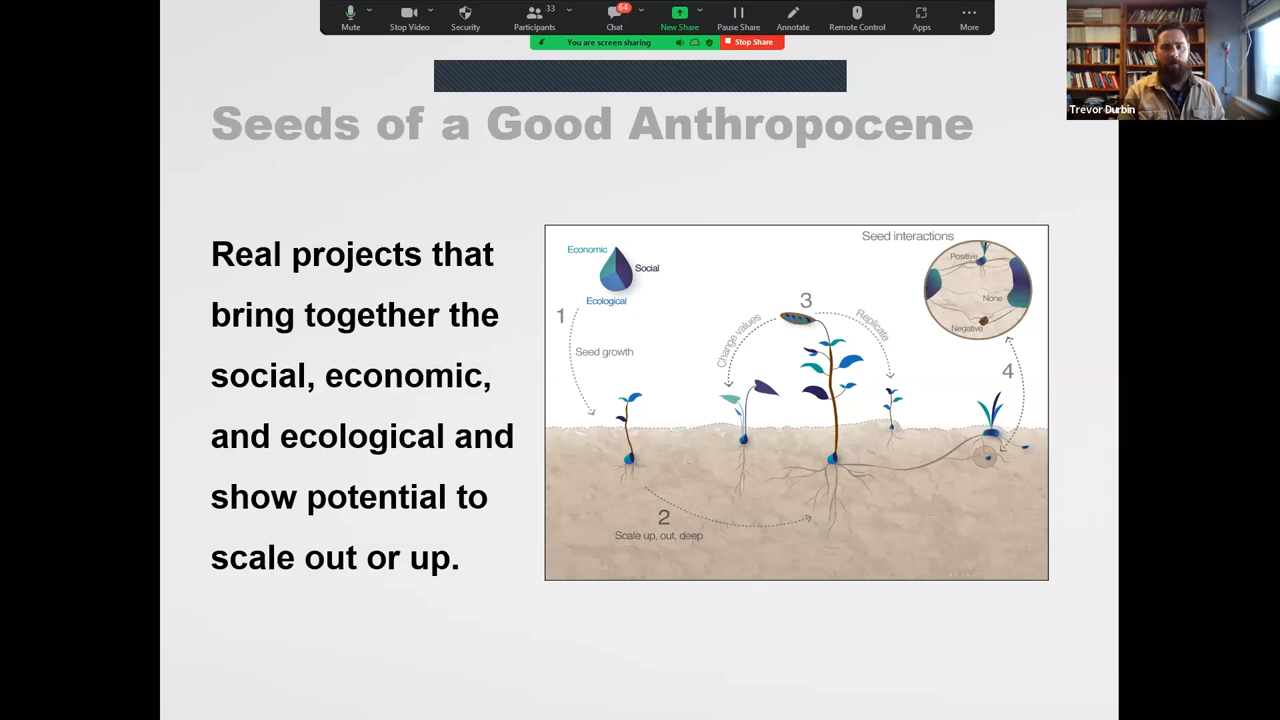 33
64
Mute
Stop Video
Security
Participants
Chat
New Share
Pause Share
Annotate
Remote Control
Apps
More
You are screen sharing
Stop Share
Trevor Durbin
Seeds of a Good Anthropocene
Real projects that
bring together the
social, economic,
and ecological and
show potential to
scale out or up.
Seed interactions
Economic
Social
Ecological
Positive
None
Negative
1
Seed growth
3
Change values
Replicate
4
2
Scale up, out, deep